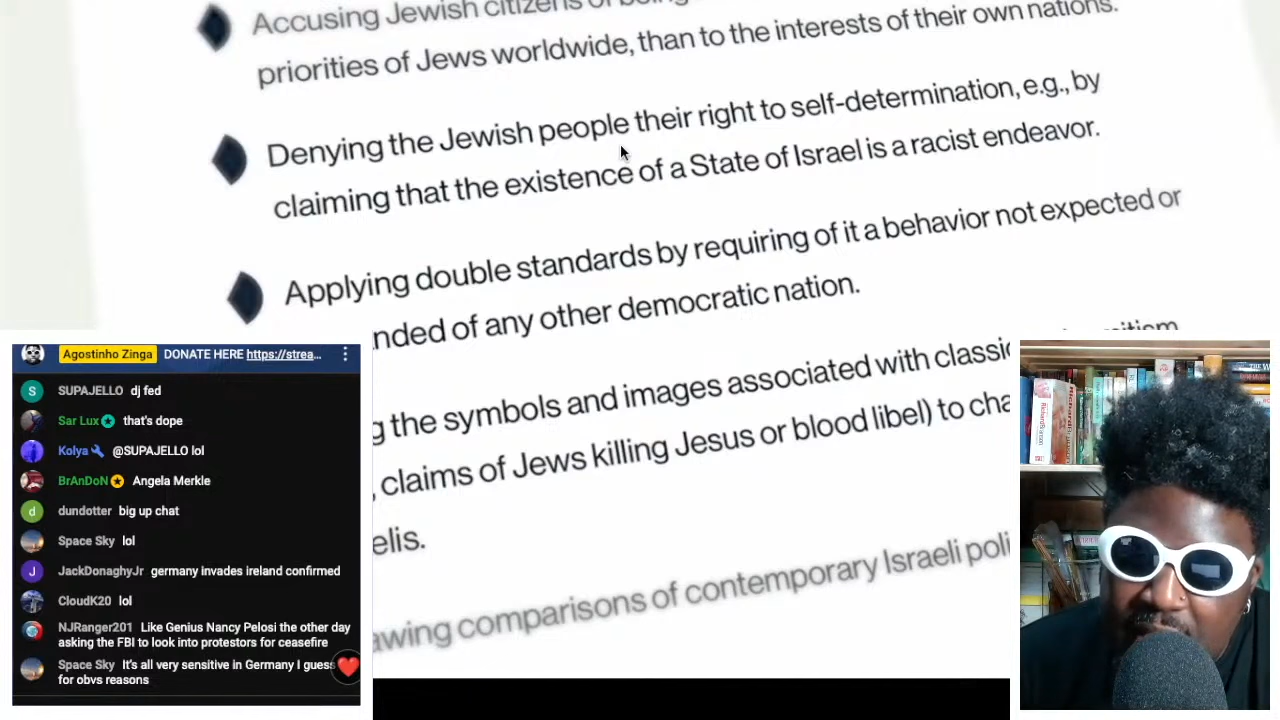 Accusing Jewish citizens of being
priorities of Jews worldwide, than to the interests of their own nations.
Denying the Jewish people their right to self-determination, e.g., by
claiming that the existence of a State of Israel is a racist endeavor.
Applying double standards by requiring of it a behavior not expected or
nded of any other democratic nation.
g the symbols and images associated with classic
, claims of Jews killing Jesus or blood libel) to cha
elis.
awing comparisons of contemporary Israeli poli
Agostinho Zinga DONATE HERE https://strea...
SUPAJELLO dj fed
Sar Lux that's dope
Kolya @SUPAJELLO lol
BrAnDoN Angela Merkle
dundotter big up chat
Space Sky lol
JackDonaghyJr germany invades ireland confirmed
CloudK20 lol
NJRanger201 Like Genius Nancy Pelosi the other day
asking the FBI to look into protestors for ceasefire
Space Sky It's all very sensitive in Germany I guess
for obvs reasons